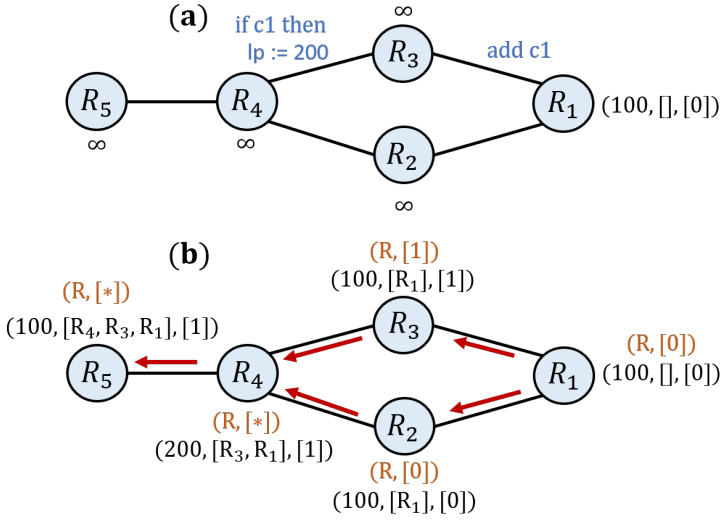 (a)
if c1 then
lp := 200
∞
R₃
add c1
R₅
R₄
R₁
(100, [], [0])
∞
∞
R₂
∞
(b)
(R, [1])
(100, [R₁], [1])
(R, [∗])
(100, [R₄, R₃, R₁], [1])
R₃
(R, [0])
R₅
R₄
R₁
(100, [], [0])
(R, [∗])
(200, [R₃, R₁], [1])
R₂
(R, [0])
(100, [R₁], [0])